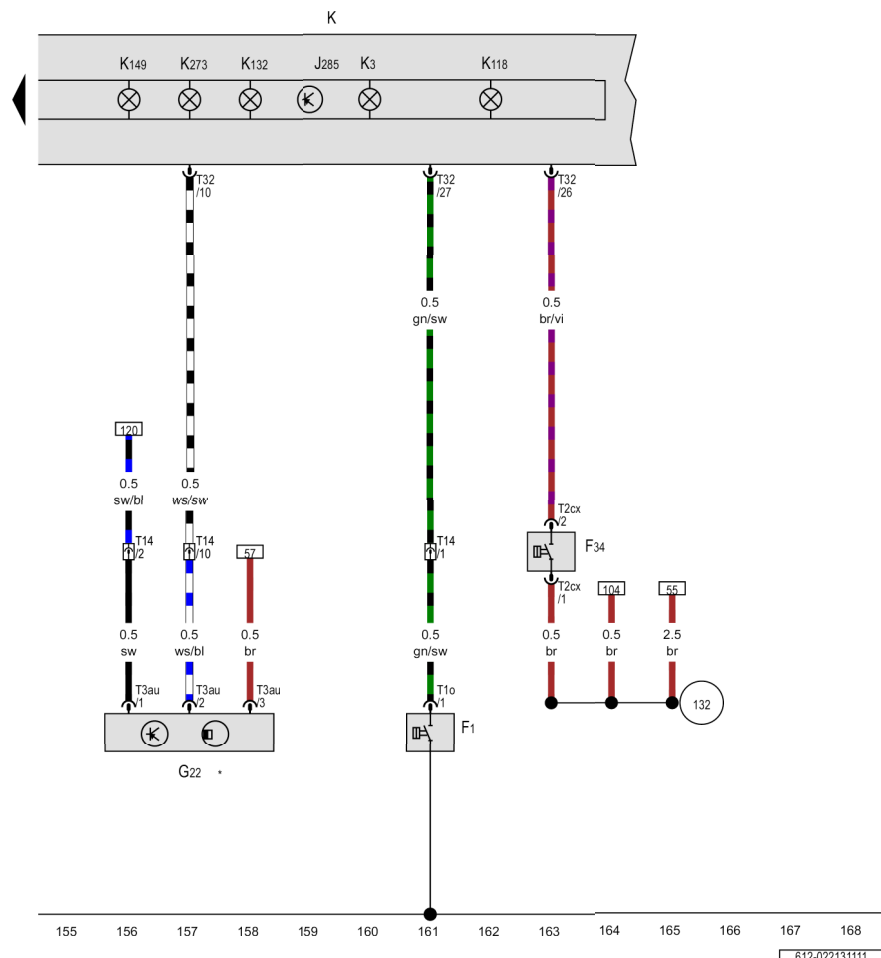 K
K149 K273 K132 J285 K3 K118
T32 T32 T32
/10 /27 /26
0.5 0.5
gn/sw br/vi
120
0.5 0.5
sw/bl ws/sw
T2cx
/2
T14 T14 57 T14 F34
/2 /10 /1
T2cx
/1
104 55
0.5 0.5 0.5 0.5 0.5 0.5 2.5
sw ws/bl br gn/sw br br br
T3au T3au T3au T1o
/1 /2 /3 /1
132
F1
G22 *
155 156 157 158 159 160 161 162 163 164 165 166 167 168
612-022131111